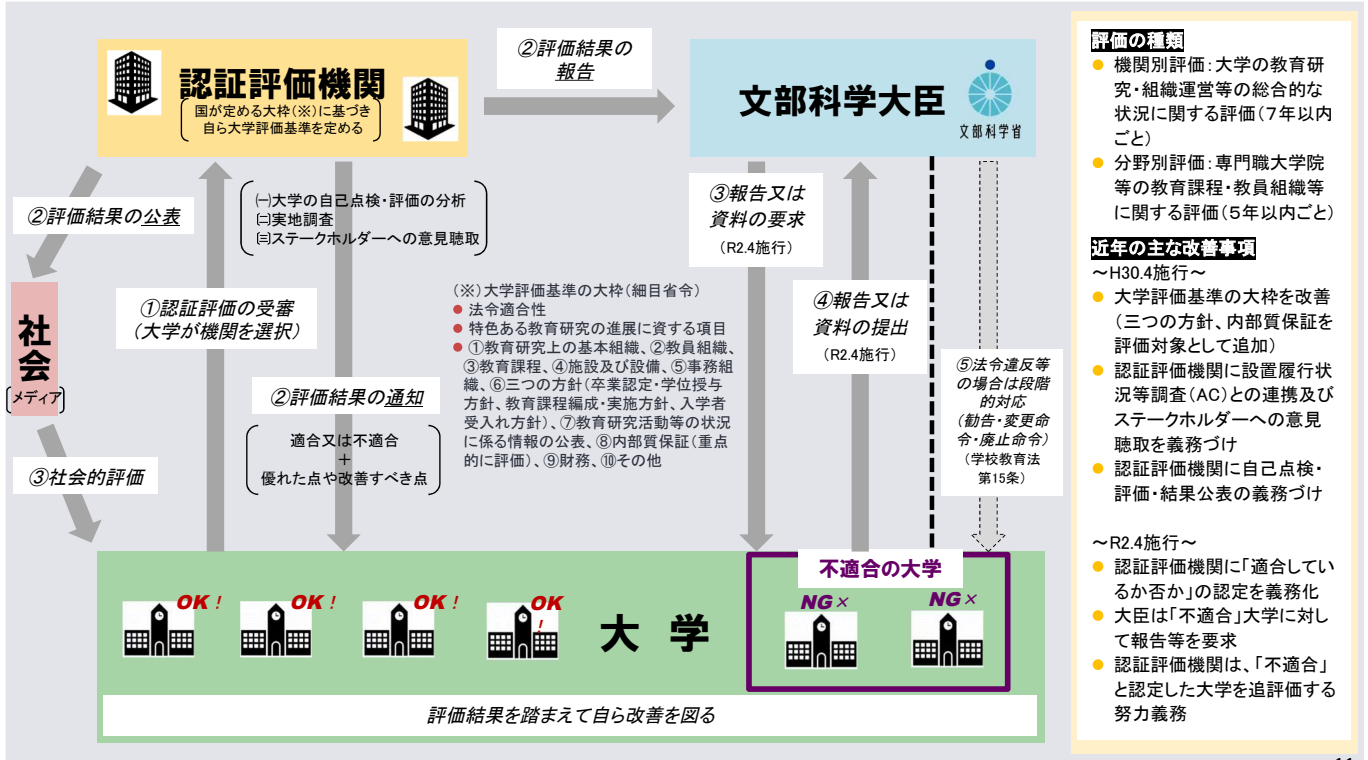 認証評価機関
国が定める大枠(※)に基づき
自ら大学評価基準を定める
②評価結果の
報告
文部科学大臣
文部科学省
②評価結果の公表
㈠大学の自己点検・評価の分析
㈡実地調査
㈢ステークホルダーへの意見聴取
③報告又は
資料の要求
(R2.4施行)
社会
メディア
①認証評価の受審
(大学が機関を選択)
(※)大学評価基準の大枠(細目省令)
● 法令適合性
● 特色ある教育研究の進展に資する項目
● ①教育研究上の基本組織、②教員組織、
③教育課程、④施設及び設備、⑤事務組
織、⑥三つの方針(卒業認定・学位授与
方針、教育課程編成・実施方針、入学者
受入れ方針)、⑦教育研究活動等の状況
に係る情報の公表、⑧内部質保証(重点
的に評価)、⑨財務、⑩その他
④報告又は
資料の提出
(R2.4施行)
⑤法令違反等
の場合は段階
的対応
(勧告・変更命
令・廃止命令)
(学校教育法
第15条)
②評価結果の通知
適合又は不適合
+
優れた点や改善すべき点
③社会的評価
不適合の大学
OK!
OK!
OK!
OK
!
大 学
NG×
NG×
評価結果を踏まえて自ら改善を図る
評価の種類
● 機関別評価:大学の教育研
究・組織運営等の総合的な
状況に関する評価(7年以内
ごと)
● 分野別評価:専門職大学院
等の教育課程・教員組織等
に関する評価(5年以内ごと)
近年の主な改善事項
~H30.4施行~
● 大学評価基準の大枠を改善
(三つの方針、内部質保証を
評価対象として追加)
● 認証評価機関に設置履行状
況等調査(AC)との連携及び
ステークホルダーへの意見
聴取を義務づけ
● 認証評価機関に自己点検・
評価・結果公表の義務づけ
~R2.4施行~
● 認証評価機関に「適合してい
るか否か」の認定を義務化
● 大臣は「不適合」大学に対し
て報告等を要求
● 認証評価機関は、「不適合」
と認定した大学を追評価する
努力義務